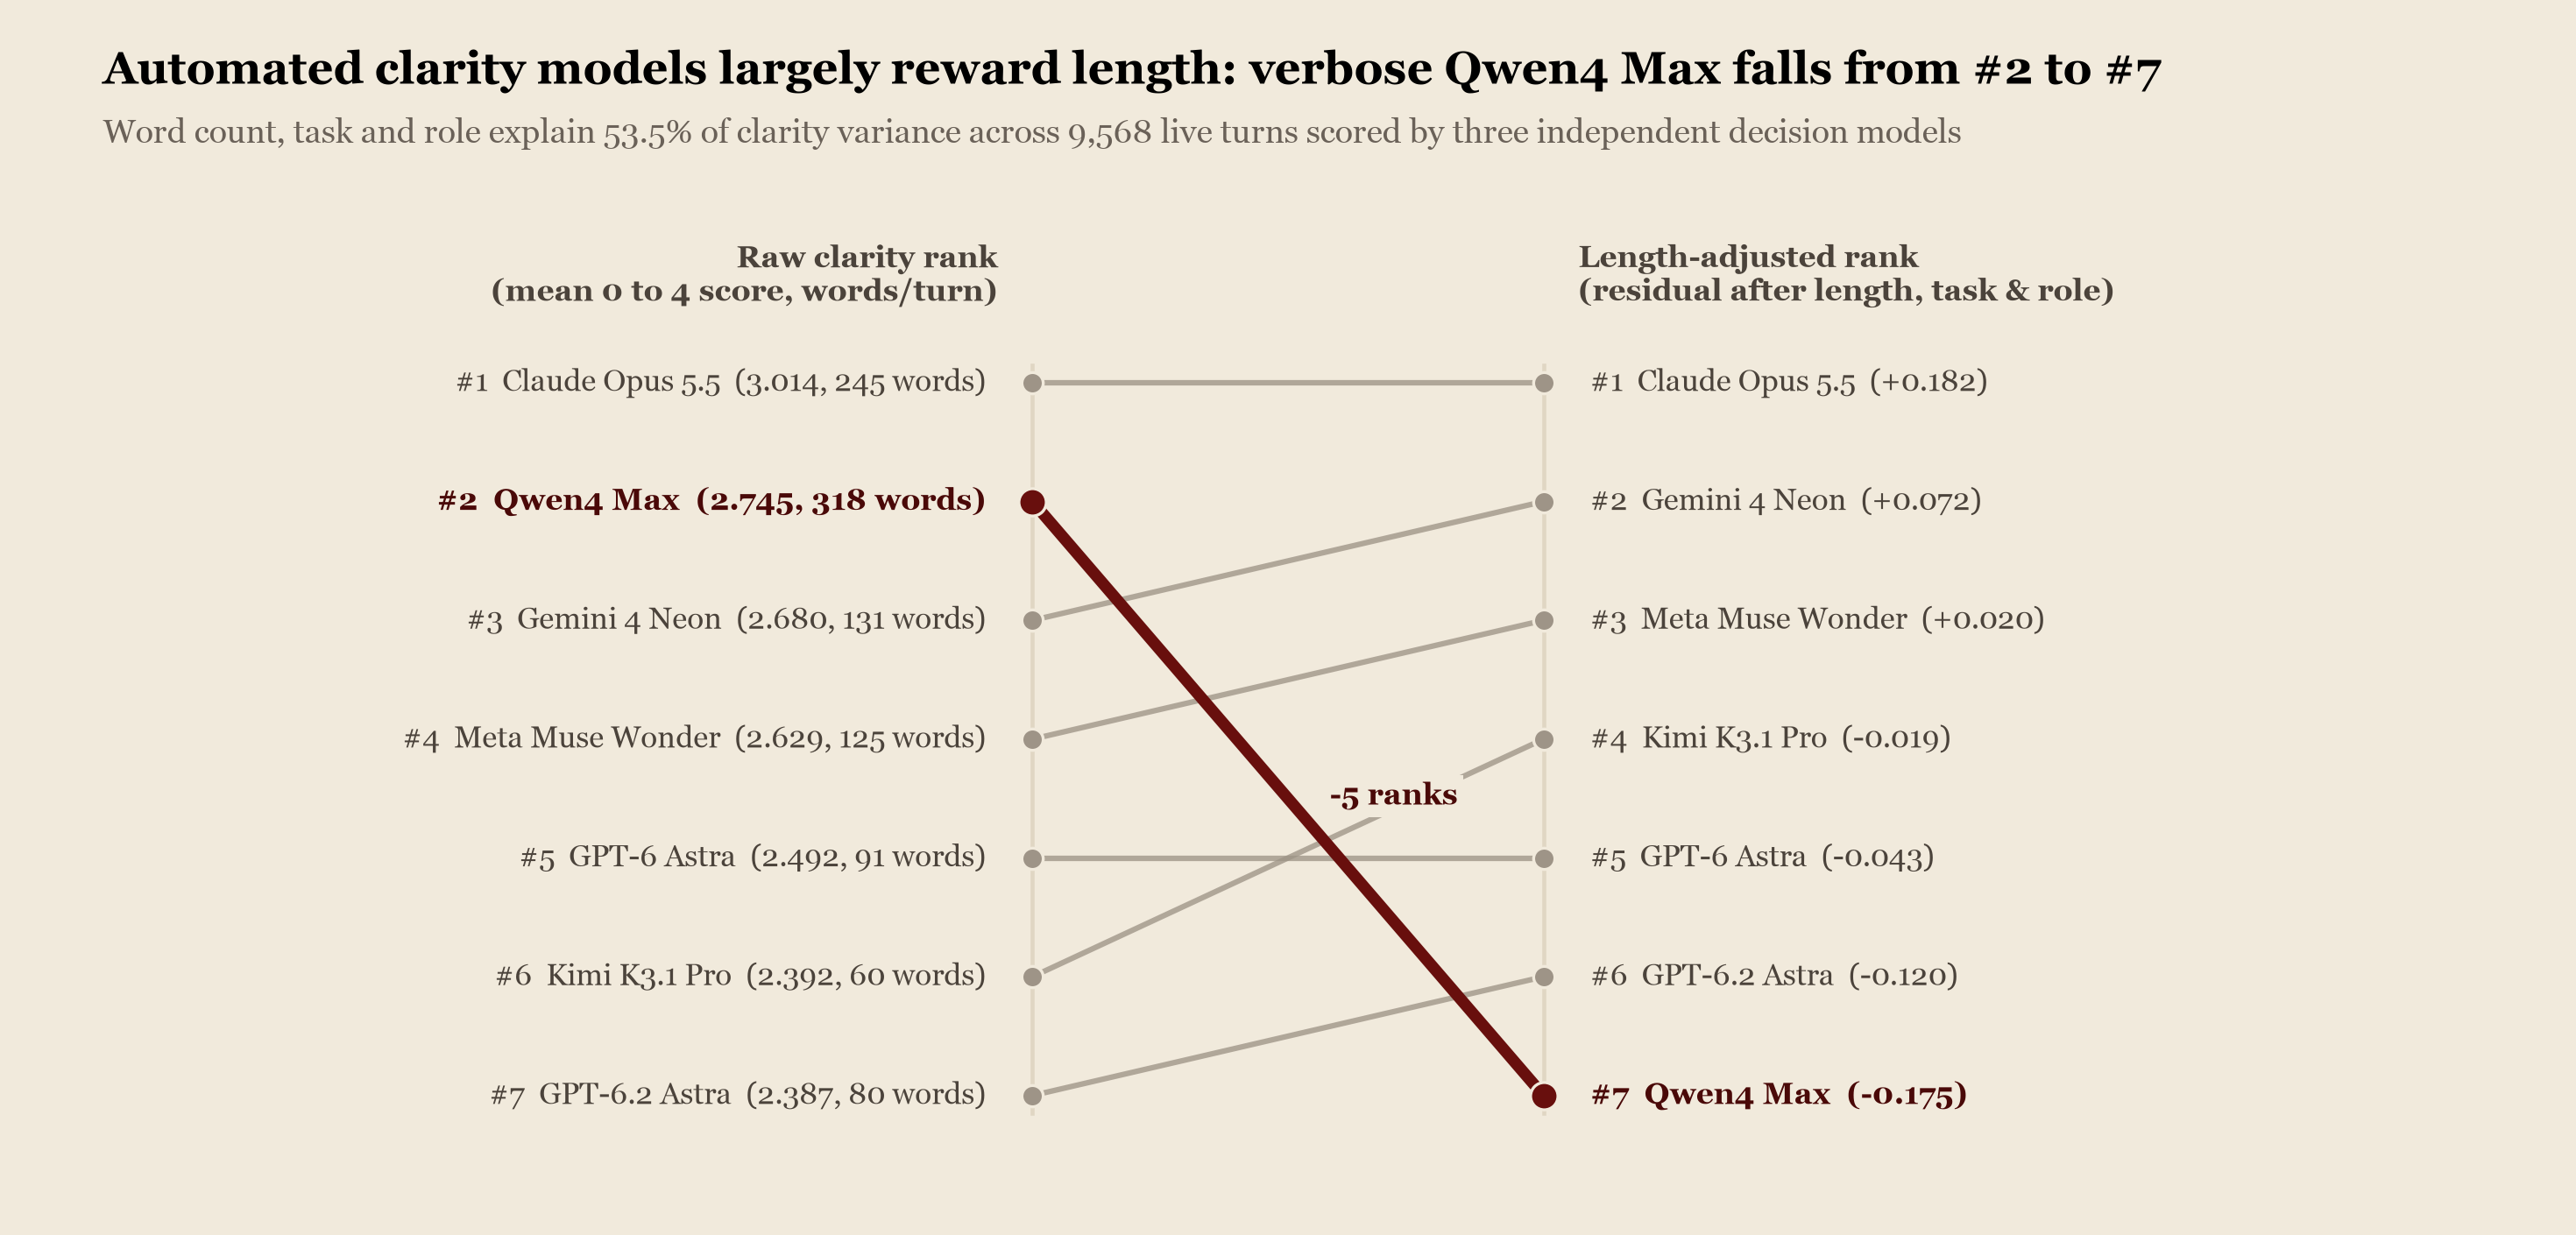 Automated clarity models largely reward length: verbose Qwen4 Max falls from #2 to #7
Word count, task and role explain 53.5% of clarity variance across 9,568 live turns scored by three independent decision models
Raw clarity rank
(mean 0 to 4 score, words/turn)
Length-adjusted rank
(residual after length, task & role)
#1 Claude Opus 5.5 (3.014, 245 words)
#1 Claude Opus 5.5 (+0.182)
#2 Qwen4 Max (2.745, 318 words)
#2 Gemini 4 Neon (+0.072)
#3 Gemini 4 Neon (2.680, 131 words)
#3 Meta Muse Wonder (+0.020)
#4 Meta Muse Wonder (2.629, 125 words)
#4 Kimi K3.1 Pro (-0.019)
-5 ranks
#5 GPT-6 Astra (2.492, 91 words)
#5 GPT-6 Astra (-0.043)
#6 Kimi K3.1 Pro (2.392, 60 words)
#6 GPT-6.2 Astra (-0.120)
#7 GPT-6.2 Astra (2.387, 80 words)
#7 Qwen4 Max (-0.175)